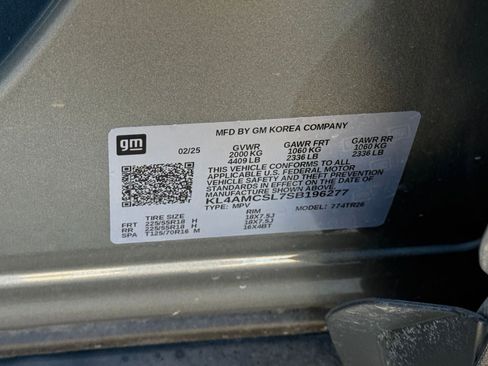 MFD BY GM KOREA COMPANY
gm
02/25 GVWR GAWR FRT GAWR RR
2000 KG 1060 KG 1060 KG
4409 LB 2336 LB 2336 LB
THIS VEHICLE CONFORMS TO ALL
APPLICABLE U.S. FEDERAL MOTOR
VEHICLE SAFETY AND THEFT PREVENTION
STANDARDS IN EFFECT ON THE DATE OF
MANUFACTURE SHOWN ABOVE.
KL4AMCSL7SB196277
TYPE: MPV MODEL: 774TR26
TIRE SIZE RIM
FRT 225/55R18 H 18X7.5J
RR 225/55R18 H 18X7.5J
SPA T125/70R16 M 16X4BT